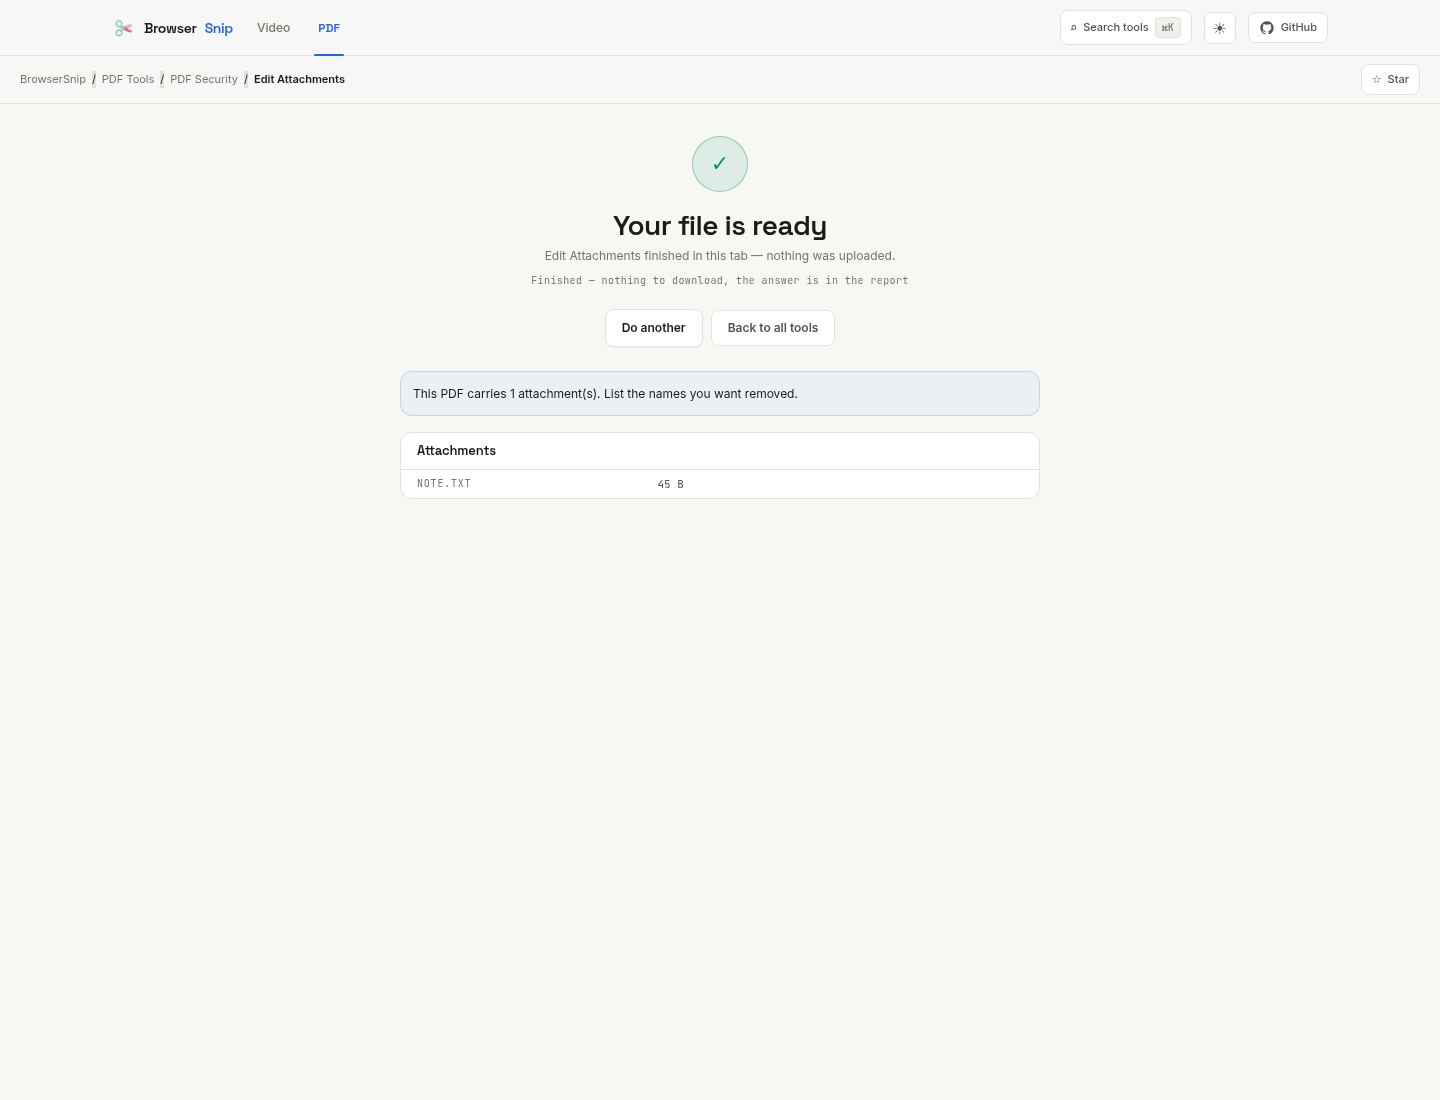 Browser Snip Video PDF Search tools ⌘K GitHub
BrowserSnip / PDF Tools / PDF Security / Edit Attachments ☆ Star
✓
Your file is ready
Edit Attachments finished in this tab — nothing was uploaded.
Finished — nothing to download, the answer is in the report
Do another Back to all tools
This PDF carries 1 attachment(s). List the names you want removed.
Attachments
NOTE.TXT 45 B